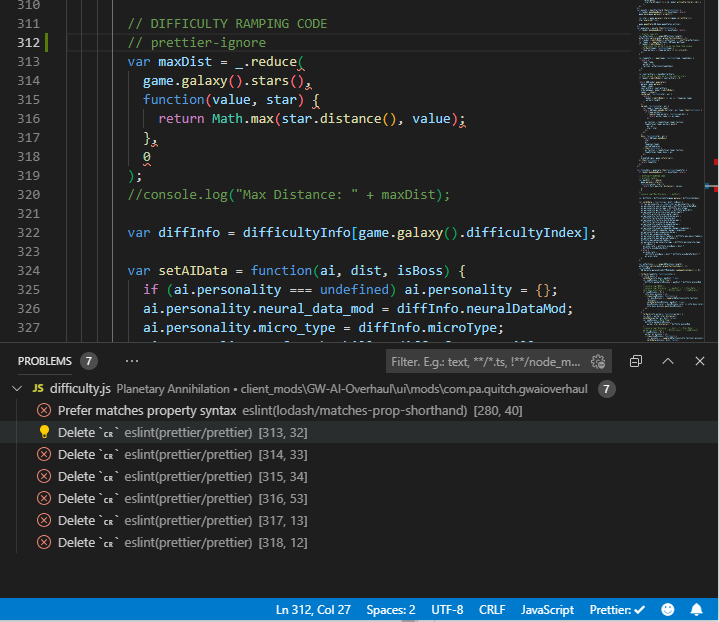 310
311 // DIFFICULTY RAMPING CODE
312 // prettier-ignore
313 var maxDist = _.reduce(
314 game.galaxy().stars(),
315 function(value, star) {
316 return Math.max(star.distance(), value);
317 },
318 0
319 );
320 //console.log("Max Distance: " + maxDist);
321
322 var diffInfo = difficultyInfo[game.galaxy().difficultyIndex];
323
324 var setAIData = function(ai, dist, isBoss) {
325 if (ai.personality === undefined) ai.personality = {};
326 ai.personality.neural_data_mod = diffInfo.neuralDataMod;
327 ai.personality.micro_type = diffInfo.microType;
PROBLEMS 7 ··· Filter. E.g.: text, **/*.ts, !**/node_m...
JS difficulty.js Planetary Annihilation • client_mods\GW-AI-Overhaul\ui\mods\com.pa.quitch.gwaioverhaul 7
Prefer matches property syntax eslint(lodash/matches-prop-shorthand) [280, 40]
Delete `␍` eslint(prettier/prettier) [313, 32]
Delete `␍` eslint(prettier/prettier) [314, 33]
Delete `␍` eslint(prettier/prettier) [315, 34]
Delete `␍` eslint(prettier/prettier) [316, 53]
Delete `␍` eslint(prettier/prettier) [317, 13]
Delete `␍` eslint(prettier/prettier) [318, 12]
Ln 312, Col 27 Spaces: 2 UTF-8 CRLF JavaScript Prettier: ✓